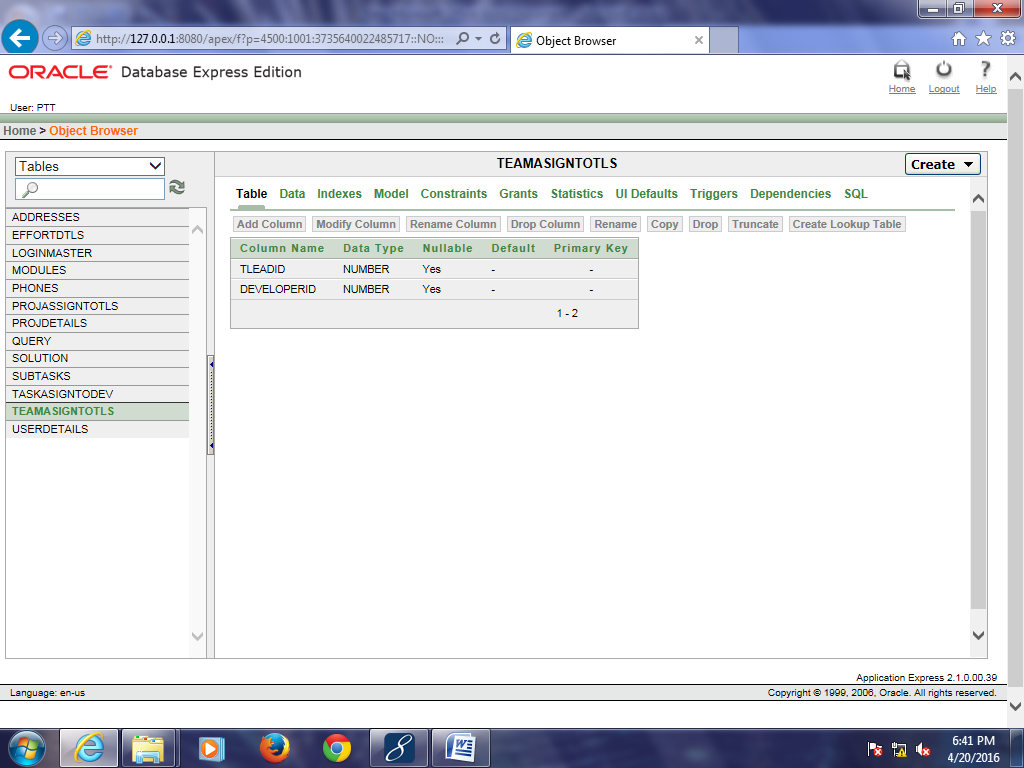 http://127.0.0.1:8080/apex/f?p=4500:1001:3735640022485717::NO:::
Object Browser
ORACLE® Database Express Edition
Home Logout Help
User: PTT
Home > Object Browser
Tables
TEAMASIGNTOTLS
Create
Table Data Indexes Model Constraints Grants Statistics UI Defaults Triggers Dependencies SQL
Add Column Modify Column Rename Column Drop Column Rename Copy Drop Truncate Create Lookup Table
ADDRESSES
EFFORTDTLS
LOGINMASTER
MODULES
PHONES
PROJASSIGNTOTLS
PROJDETAILS
QUERY
SOLUTION
SUBTASKS
TASKASIGNTODEV
TEAMASIGNTOTLS
USERDETAILS
Column Name Data Type Nullable Default Primary Key
TLEADID NUMBER Yes - -
DEVELOPERID NUMBER Yes - -
1 - 2
Application Express 2.1.0.00.39
Language: en-us
Copyright © 1999, 2006, Oracle. All rights reserved.
6:41 PM
4/20/2016